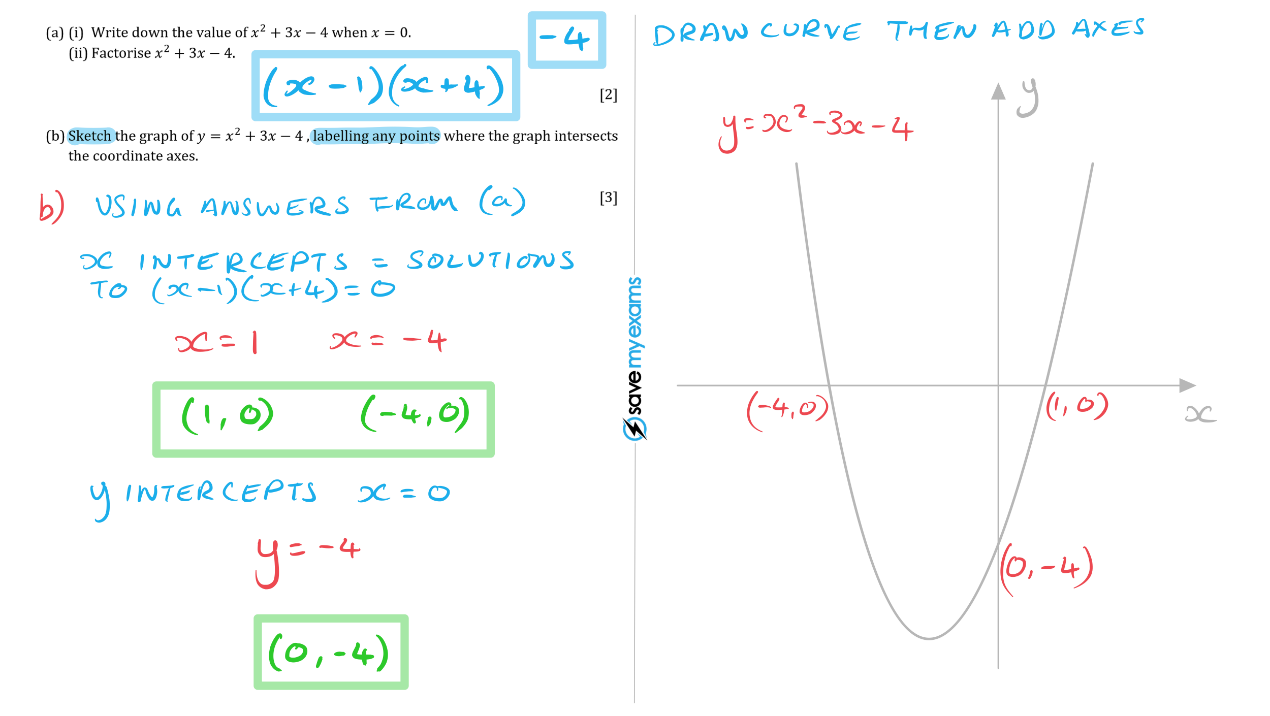 (a) (i) Write down the value of x² + 3x − 4 when x = 0.
-4
(ii) Factorise x² + 3x − 4.
(x - 1)(x + 4)
[2]
(b) Sketch the graph of y = x² + 3x − 4 , labelling any points where the graph intersects
the coordinate axes.
[3]
b) USING ANSWERS FROM (a)
x INTERCEPTS = SOLUTIONS
TO (x-1)(x+4)=0
x = 1 x = -4
(1, 0) (-4, 0)
y INTERCEPTS x = 0
y = -4
(0, -4)
savemyexams
DRAW CURVE THEN ADD AXES
y
y = x² - 3x - 4
(-4, 0)
(1, 0)
x
(0, -4)